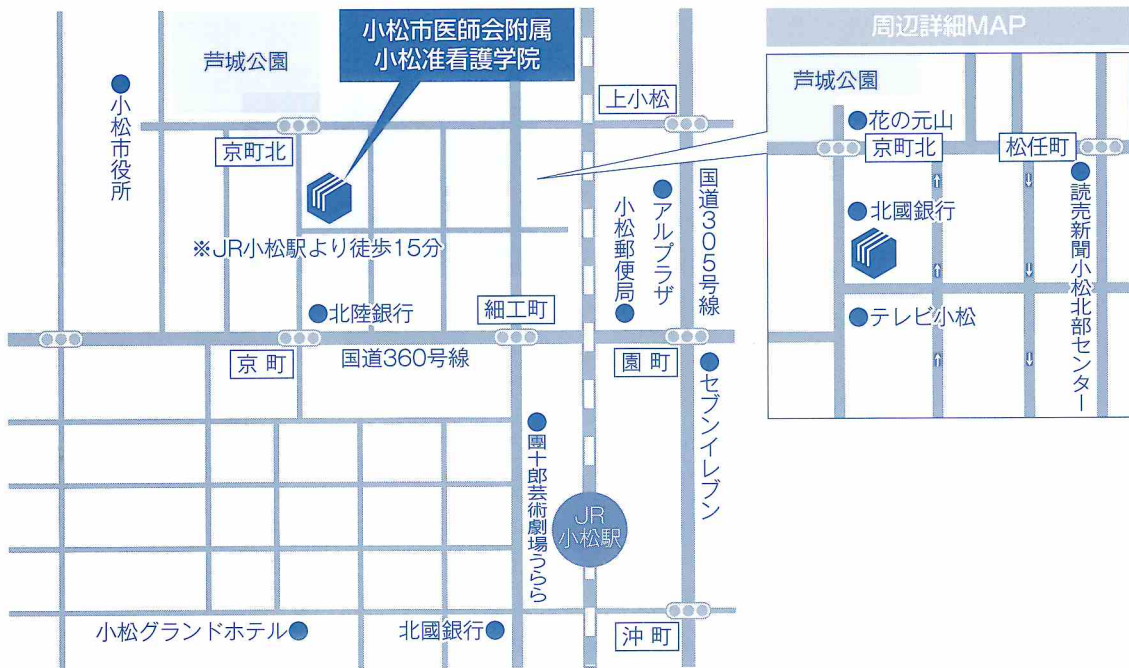 小松市医師会附属
小松准看護学院
芦城公園
小松市役所
京町北
上小松
※JR小松駅より徒歩15分
小松郵便局
アルプラザ
国道305号線
北陸銀行
細工町
京町
国道360号線
園町
セブンイレブン
團十郎芸術劇場うらら
JR
小松駅
小松グランドホテル
北國銀行
沖町
周辺詳細MAP
芦城公園
花の元山
京町北
松任町
北國銀行
読売新聞小松北部センター
テレビ小松